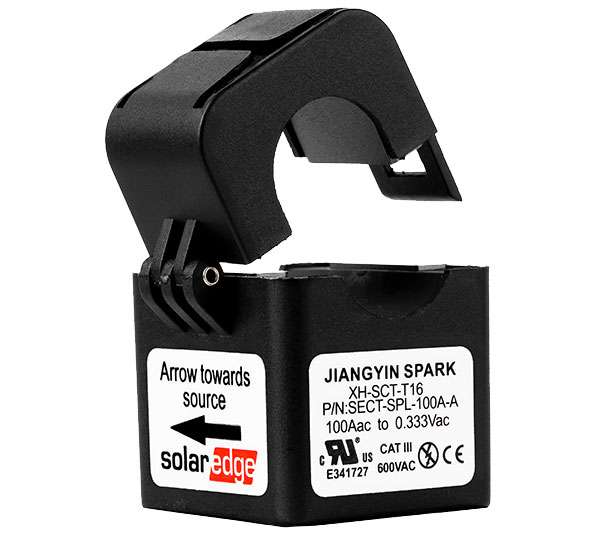 Arrow towards
source
solaredge
JIANGYIN SPARK
XH-SCT-T16
P/N:SECT-SPL-100A-A
100Aac to 0.333Vac
c RU US
E341727
CAT III
600VAC
CE